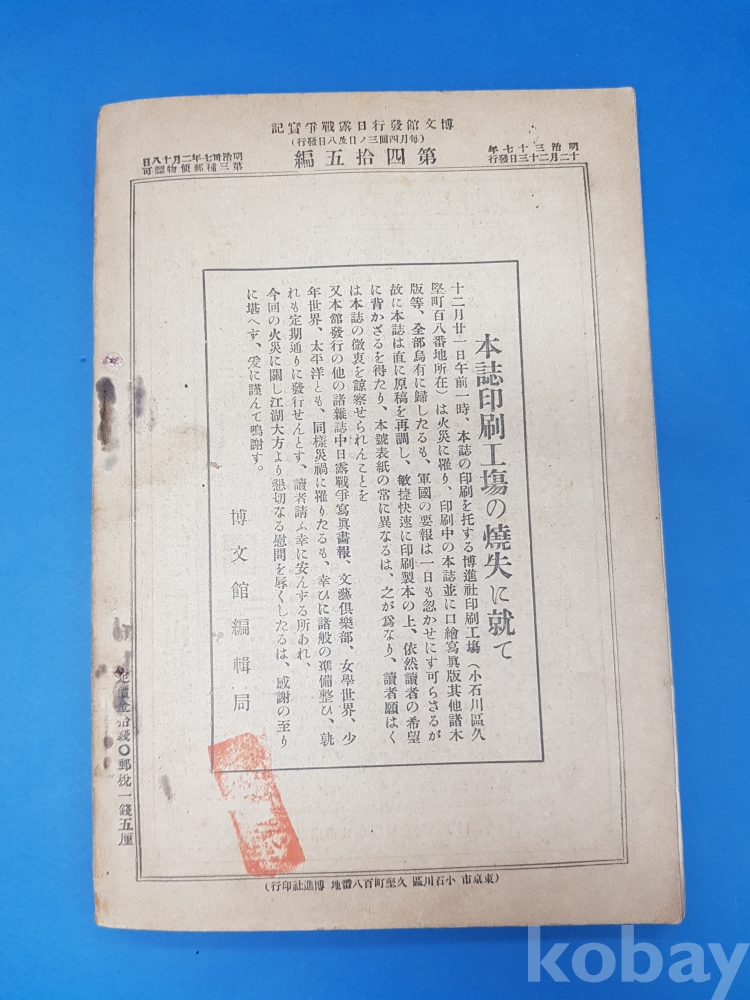 記實爭戰露日行發館文博
(行發日八及日ノ三回四月每)
編五拾四第
年七十三治明
行發日三十二月二十
日八十月二年七卅治明
可認物便郵種三第
本誌印刷工塲の燒失に就て
十二月廿一日午前一時、本誌の印刷を托する博進社印刷工塲(小石川區久
堅町百八番地所在)は火災に罹り、印刷中の本誌並に口繪寫眞版其他諸木
版等、全部烏有に歸したるも、軍國の要報は一日も忽かせにす可らさるが
故に本誌は直に原稿を再調し、敏捷快速に印刷製本の上、依然讀者の希望
に背かざるを得たり、本號表紙の常に異なるは、之が爲なり、讀者願はく
は本誌の微衷を諒察せられんことを
又本館發行の他の諸雜誌中日露戰爭寫眞畫報、文藝俱樂部、女學世界、少
年世界、太平洋とも、同樣災禍に罹りたるも、幸ひに諸般の準備整ひ、孰
れも定期通りに發行せんとす、讀者請ふ幸に安んずる所あれ、
今回の火災に關し江湖大方より懇切なる慰問を辱くしたるは、感謝の至り
に堪へず、爰に謹んで鳴謝す。
博文館編輯局
定價金拾錢〇郵稅一錢五厘
(東京市 小石川區 久堅町百八番地 博進社印行)
kobay